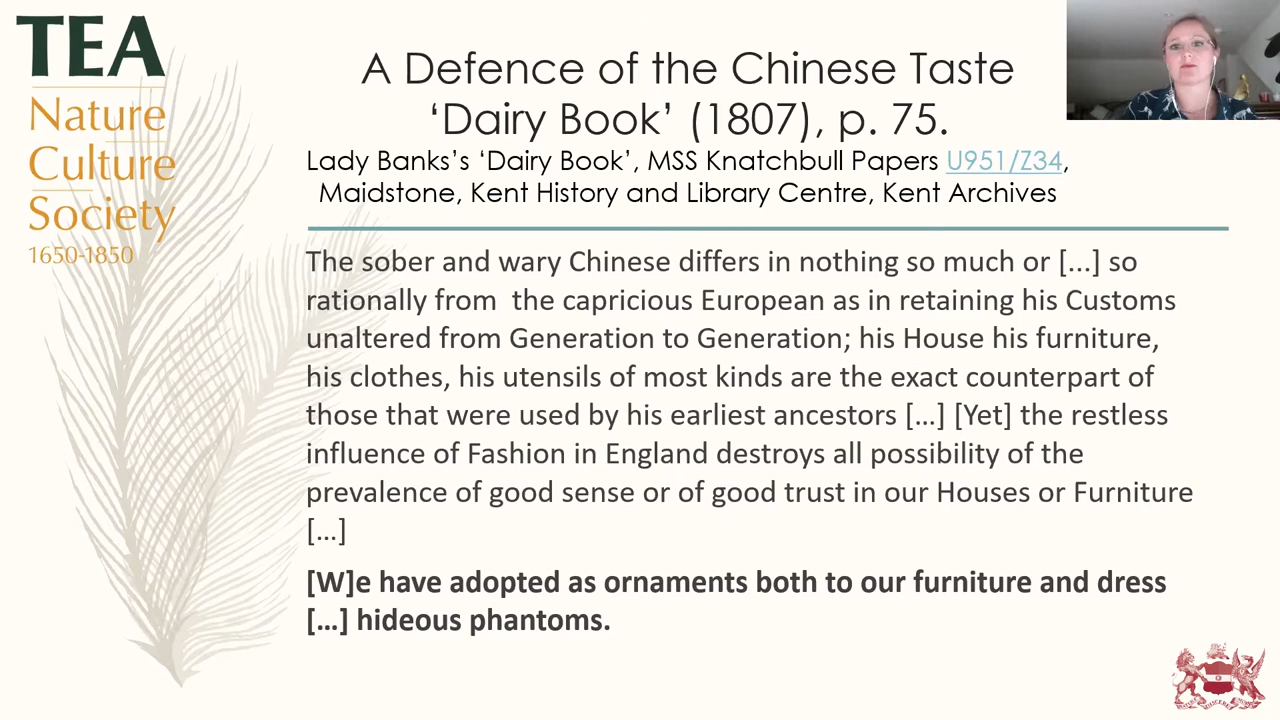 TEA
Nature
Culture
Society
1650-1850
A Defence of the Chinese Taste
‘Dairy Book’ (1807), p. 75.
Lady Banks’s ‘Dairy Book’, MSS Knatchbull Papers U951/Z34,
Maidstone, Kent History and Library Centre, Kent Archives
The sober and wary Chinese differs in nothing so much or [...] so
rationally from the capricious European as in retaining his Customs
unaltered from Generation to Generation; his House his furniture,
his clothes, his utensils of most kinds are the exact counterpart of
those that were used by his earliest ancestors […] [Yet] the restless
influence of Fashion in England destroys all possibility of the
prevalence of good sense or of good trust in our Houses or Furniture
[…]
[W]e have adopted as ornaments both to our furniture and dress
[…] hideous phantoms.